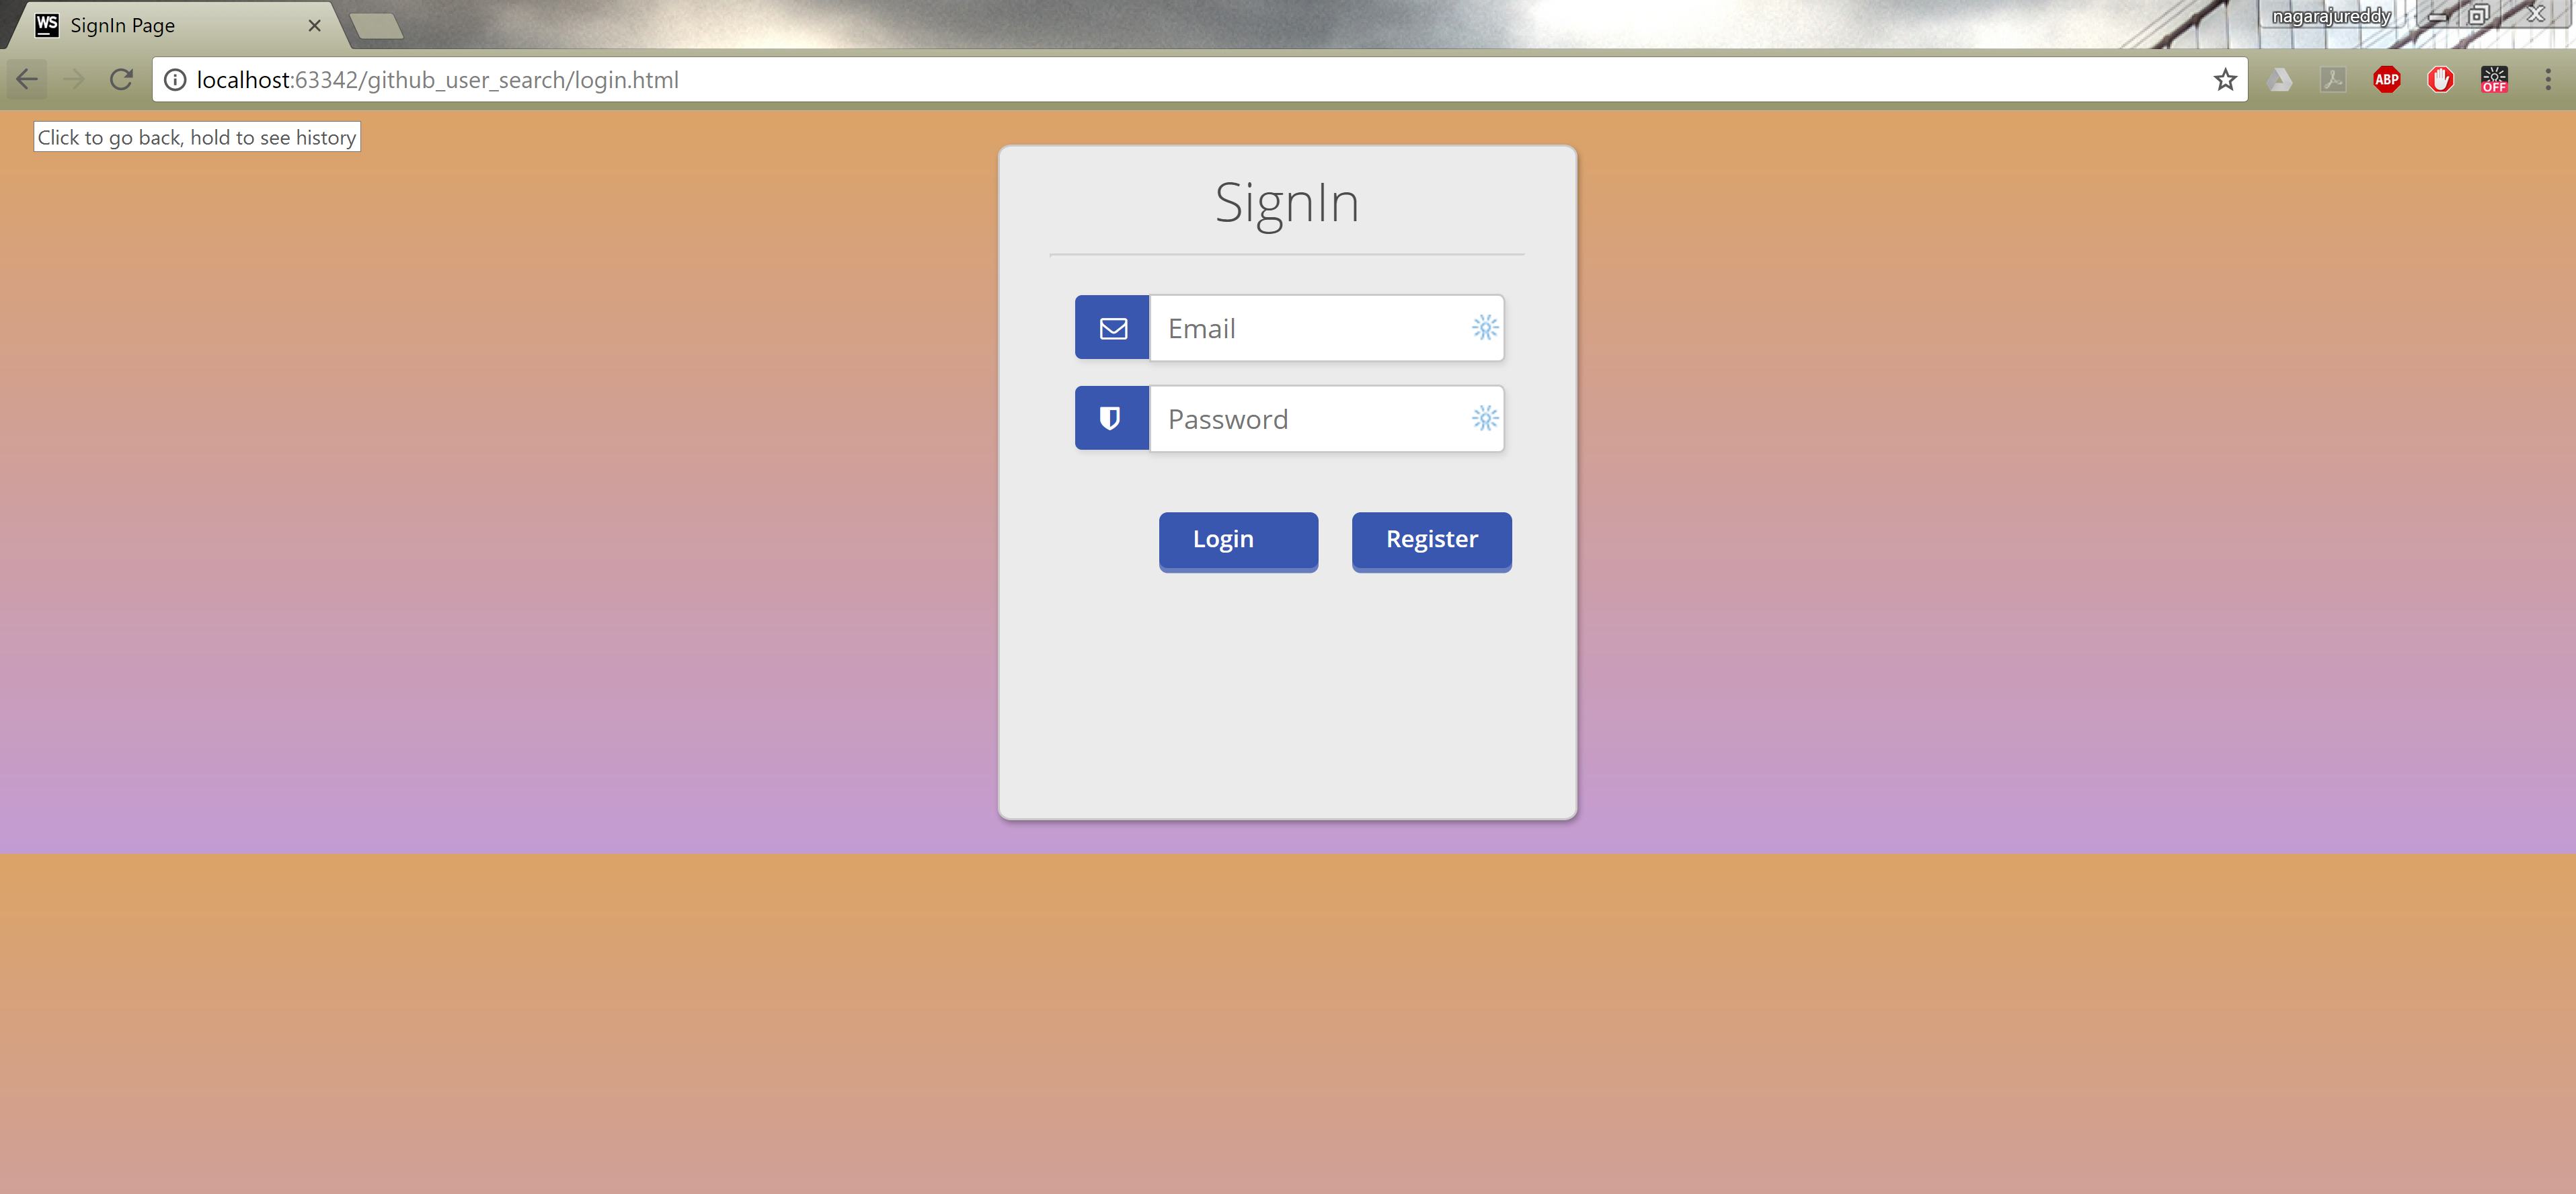 WS SignIn Page
nagarajureddy
localhost:63342/github_user_search/login.html
ABP
OFF
Click to go back, hold to see history
SignIn
Email
Password
Login Register